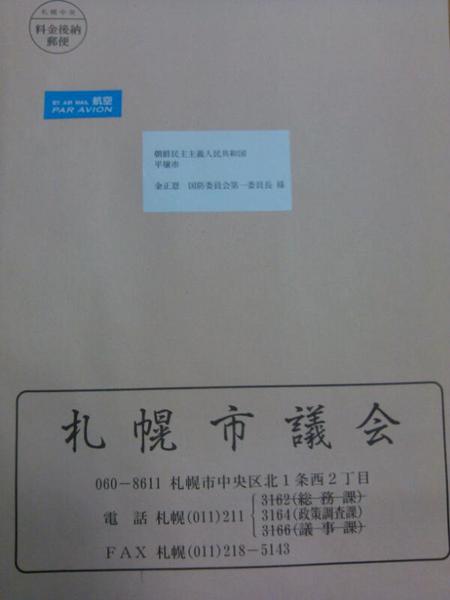 札幌中央
料金後納
郵便
BY AIR MAIL 航空
PAR AVION
朝鮮民主主義人民共和国
平壌市
金正恩 国防委員会第一委員長 様
札幌市議会
060-8611 札幌市中央区北1条西2丁目
3162(総務課)
電話 札幌(011)211 3164(政策調査課)
3166(議事課)
FAX 札幌(011)218-5143